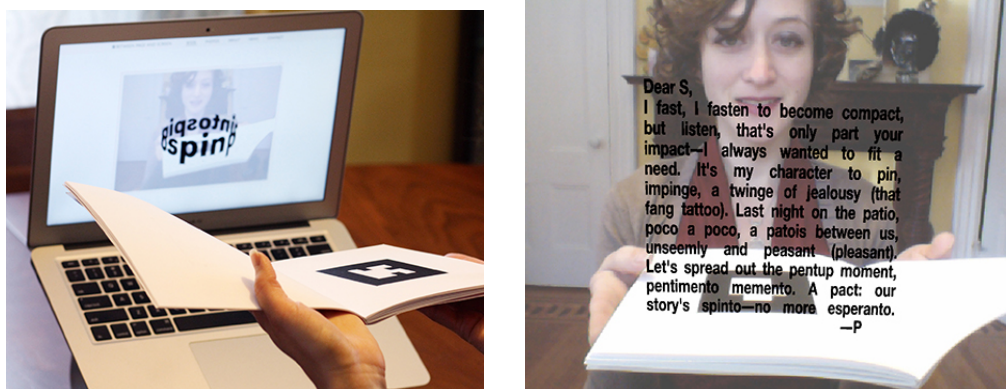 spin
Dear S,
I fast, I fasten to become compact,
but listen, that's only part your
impact—I always wanted to fit a
need. It's my character to pin,
impinge, a twinge of jealousy (that
fang tattoo). Last night on the patio,
poco a poco, a patois between us,
unseemly and peasant (pleasant).
Let's spread out the pentup moment,
pentimento memento. A pact: our
story's spinto—no more esperanto.
—P